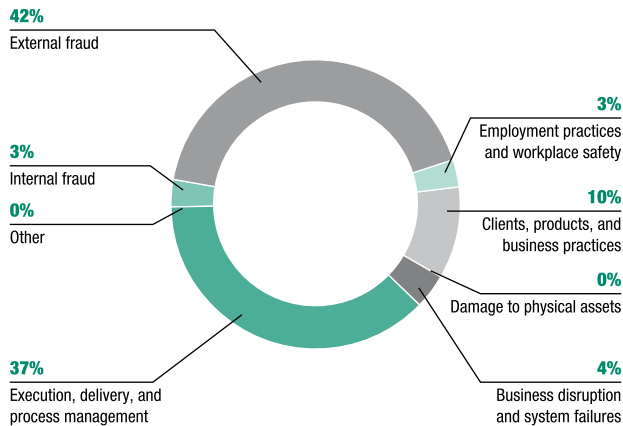 42%
External fraud
3%
Internal fraud
0%
Other
37%
Execution, delivery, and
process management
3%
Employment practices
and workplace safety
10%
Clients, products, and
business practices
0%
Damage to physical assets
4%
Business disruption
and system failures